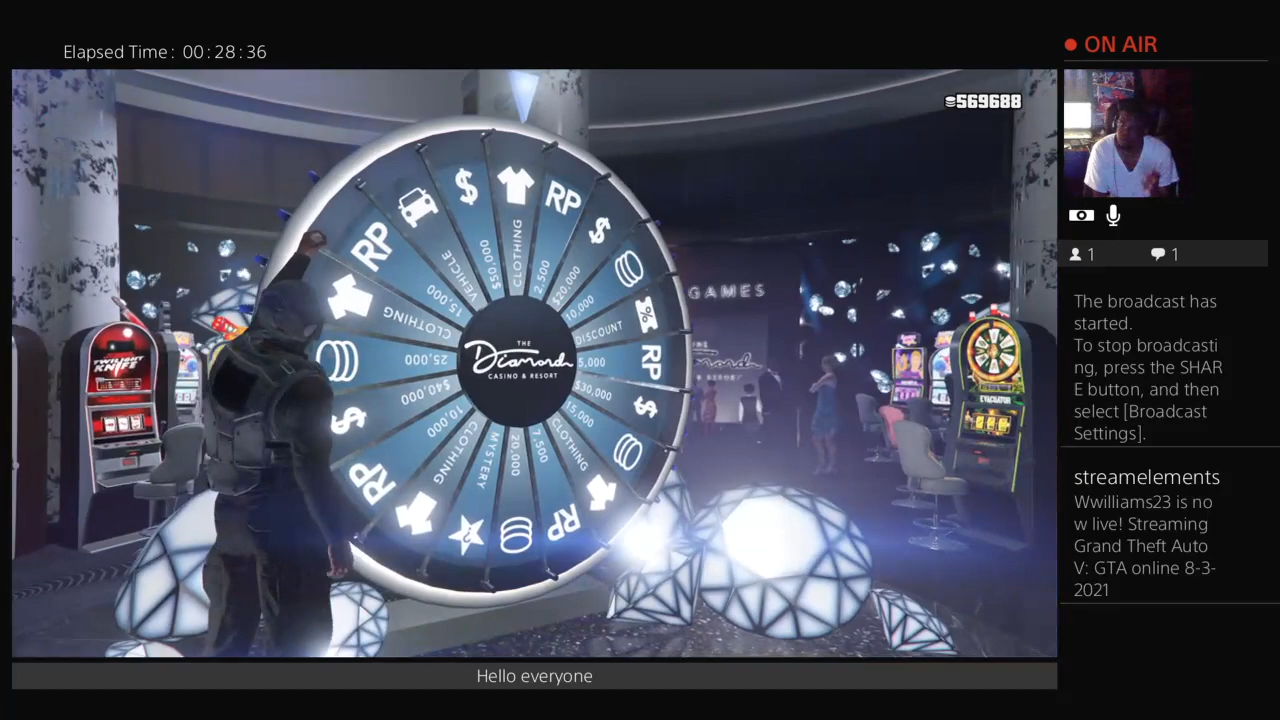 Elapsed Time: 00:28:36
ON AIR
569688
1
1
The broadcast has
started.
To stop broadcasti
ng, press the SHAR
E button, and then
select [Broadcast
Settings].
streamelements
Wwilliams23 is no
w live! Streaming
Grand Theft Auto
V: GTA online 8-3-
2021
GAMES
TWILIGHT
KNIFE
EVACUATOR
THE
Diamond
CASINO & RESORT
$
CLOTHING
RP
2,500
$
$20,000
10,000
%
DISCOUNT
RP
5,000
$
$30,000
15,000
CLOTHING
RP
7,500
20,000
?
MYSTERY
CLOTHING
RP
10,000
$
$40,000
25,000
CLOTHING
RP
15,000
VEHICLE
$50,000
Hello everyone